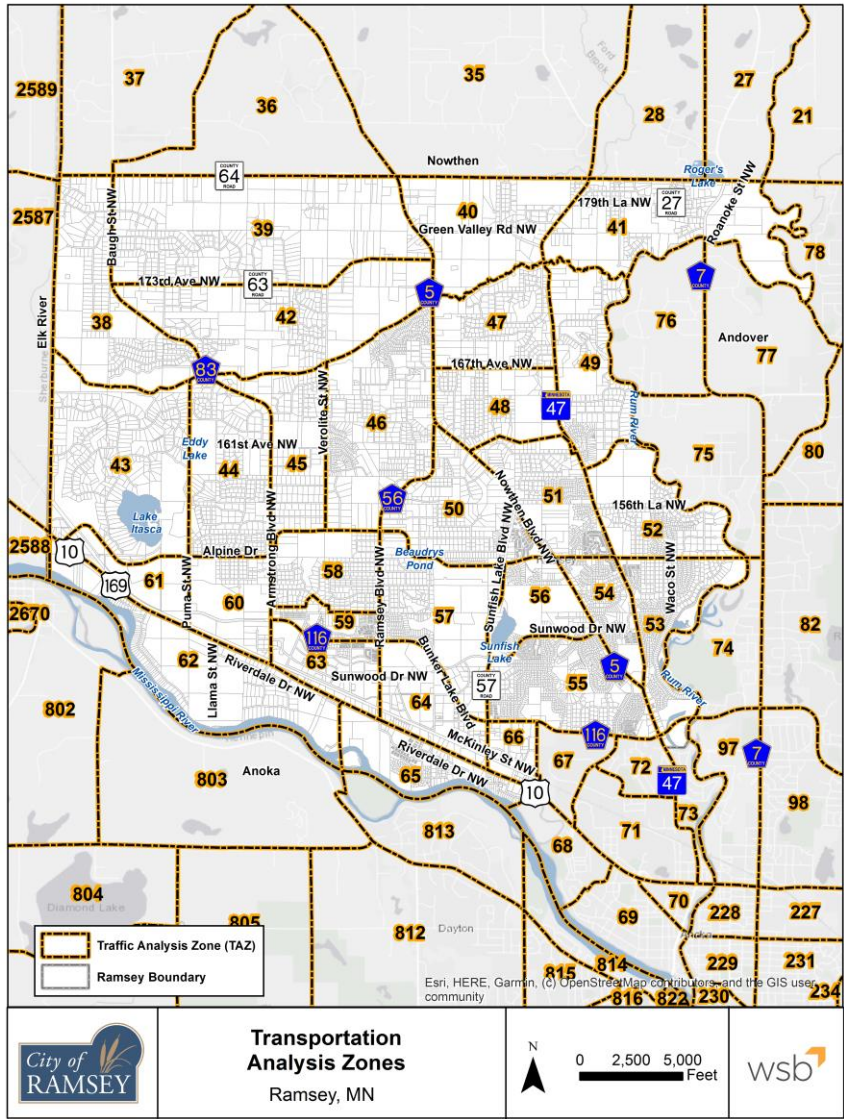 37
35
2589
27
36
28
21
Nowthen
COUNTY
64
ROAD
Roger's
Lake
2587
Baugh St NW
39
40
179th La NW
COUNTY
27
ROAD
41
Green Valley Rd NW
Roanoke St NW
78
173rd Ave NW
COUNTY
63
ROAD
42
5
COUNTY
7
COUNTY
Elk River
Sherburne
38
47
76
Andover
77
83
COUNTY
167th Ave NW
49
48
MINNESOTA
47
Verolite St NW
46
Rum River
43
Eddy
Lake
161st Ave NW
44
45
75
80
Lake
Itasca
Armstrong Blvd NW
56
COUNTY
50
Nowthen Blvd NW
51
156th La NW
52
2588
10
169
61
Alpine Dr
58
Beaudrys
Pond
Sunfish Lake Blvd NW
Puma St NW
60
Ramsey Blvd NW
57
56
54
Waco St NW
2670
59
53
82
116
COUNTY
63
Sunwood Dr NW
74
62
Llama St NW
Riverdale Dr NW
Sunwood Dr NW
Bunker Lake Blvd
Sunfish
Lake
COUNTY
57
ROAD
55
5
COUNTY
Rum River
802
Mississippi River
64
McKinley St NW
66
116
COUNTY
67
97
7
COUNTY
803
Anoka
Riverdale Dr NW
65
10
72
MINNESOTA
47
98
73
813
71
68
804
Diamond Lake
805
812
Dayton
70
69
228
227
815
814
229
231
816
822
230
234
Traffic Analysis Zone (TAZ)
Ramsey Boundary
Esri, HERE, Garmin, (c) OpenStreetMap contributors, and the GIS user
community
City of
RAMSEY
Transportation
Analysis Zones
Ramsey, MN
N
0 2,500 5,000
Feet
wsb